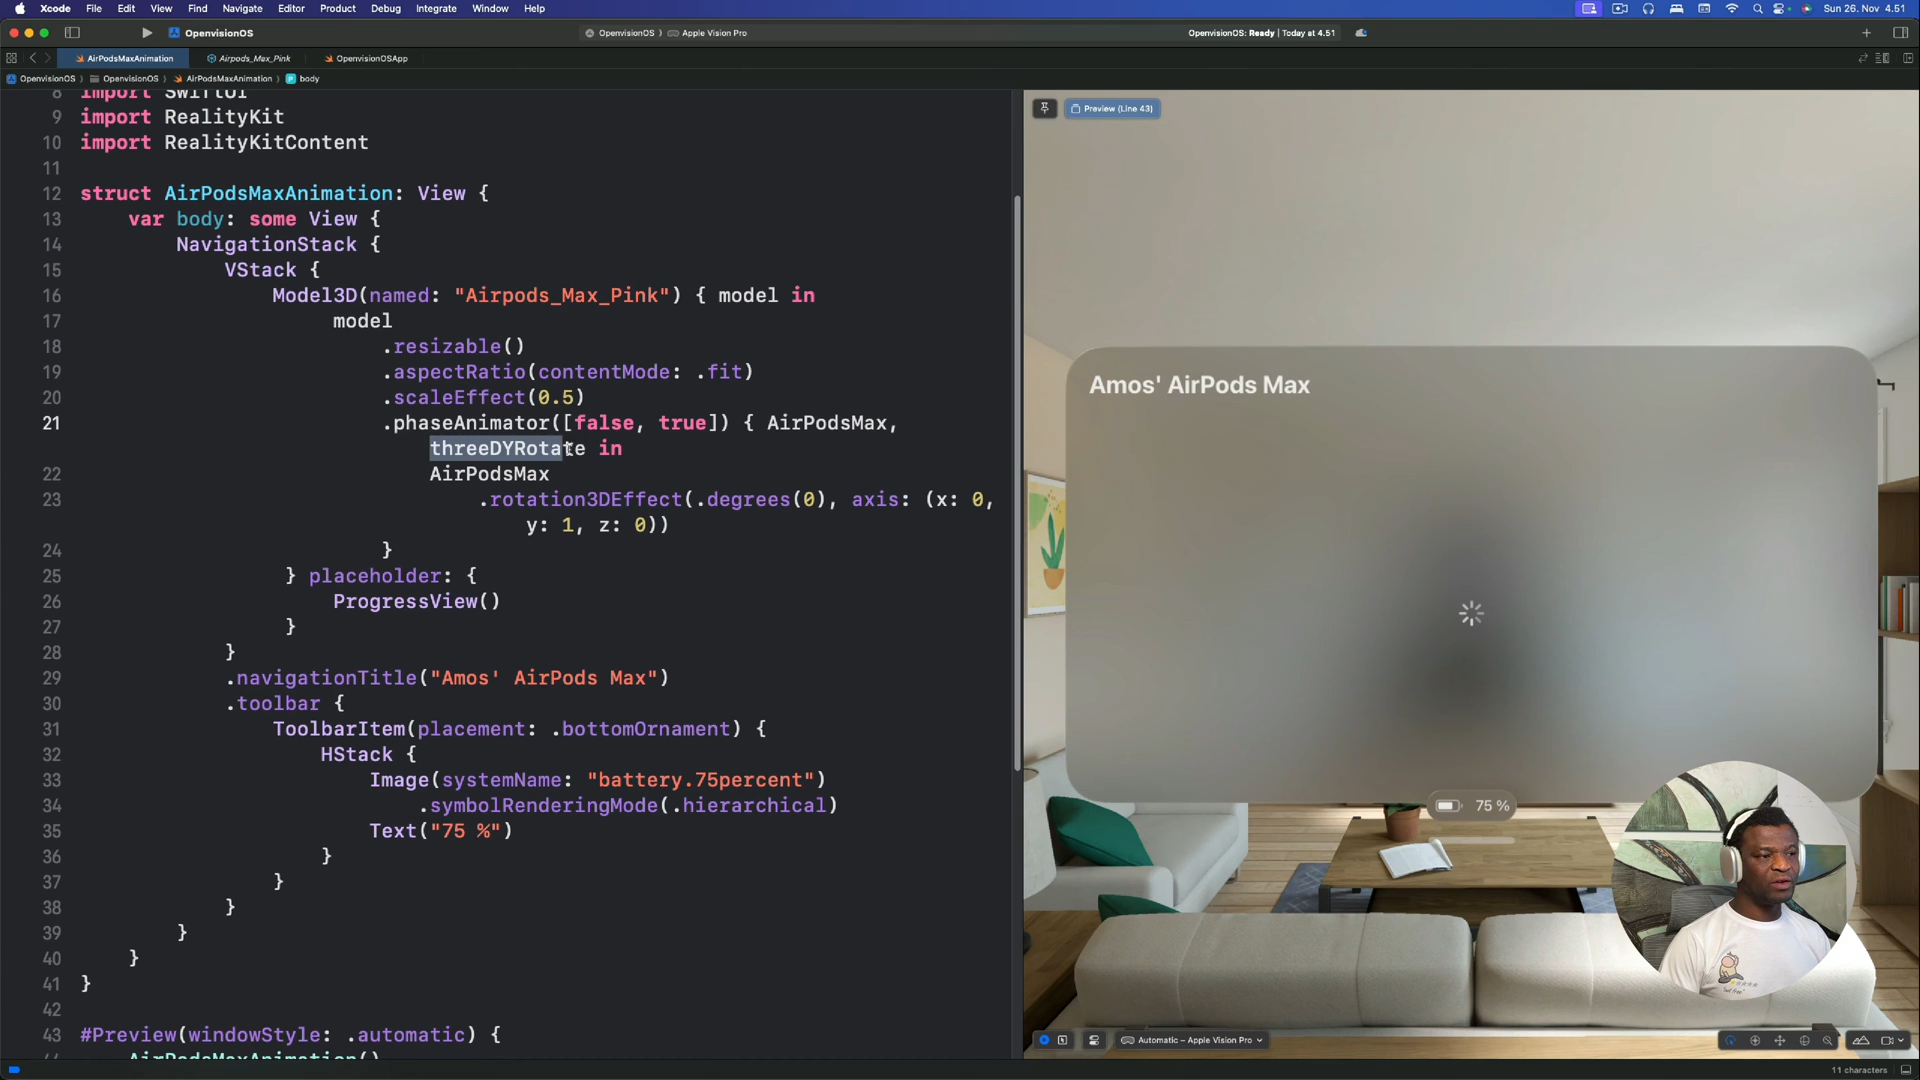 Xcode File Edit View Find Navigate Editor Product Debug Integrate Window Help Sun 26. Nov 4.51
OpenvisionOS OpenvisionOS 〉 Apple Vision Pro OpenvisionOS: Ready | Today at 4.51
AirPodsMaxAnimation Airpods_Max_Pink OpenvisionOSApp
OpenvisionOS 〉 OpenvisionOS 〉 AirPodsMaxAnimation 〉 body
8 import SwiftUI
9 import RealityKit
10 import RealityKitContent
11
12 struct AirPodsMaxAnimation: View {
13 var body: some View {
14 NavigationStack {
15 VStack {
16 Model3D(named: "Airpods_Max_Pink") { model in
17 model
18 .resizable()
19 .aspectRatio(contentMode: .fit)
20 .scaleEffect(0.5)
21 .phaseAnimator([false, true]) { AirPodsMax,
threeDYRotate in
22 AirPodsMax
23 .rotation3DEffect(.degrees(0), axis: (x: 0,
y: 1, z: 0))
24 }
25 } placeholder: {
26 ProgressView()
27 }
28 }
29 .navigationTitle("Amos' AirPods Max")
30 .toolbar {
31 ToolbarItem(placement: .bottomOrnament) {
32 HStack {
33 Image(systemName: "battery.75percent")
34 .symbolRenderingMode(.hierarchical)
35 Text("75 %")
36 }
37 }
38 }
39 }
40 }
41 }
42
43 #Preview(windowStyle: .automatic) {
44 AirPodsMaxAnimation()
Preview (Line 43)
Amos' AirPods Max
75 %
Automatic – Apple Vision Pro
11 characters